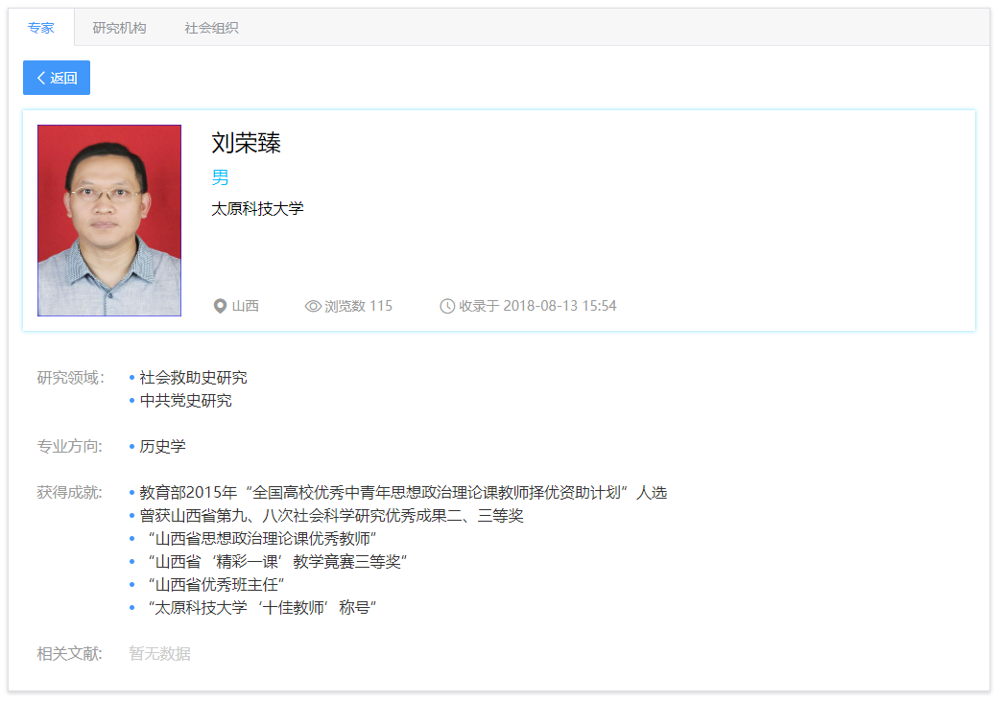 专家 研究机构 社会组织
返回
刘荣臻
男
太原科技大学
山西 浏览数 115 收录于 2018-08-13 15:54
研究领域: 社会救助史研究
中共党史研究
专业方向: 历史学
获得成就: 教育部2015年“全国高校优秀中青年思想政治理论课教师择优资助计划”入选
曾获山西省第九、八次社会科学研究优秀成果二、三等奖
“山西省思想政治理论课优秀教师”
“山西省‘精彩一课’教学竟赛三等奖”
“山西省优秀班主任”
“太原科技大学‘十佳教师’称号”
相关文献: 暂无数据